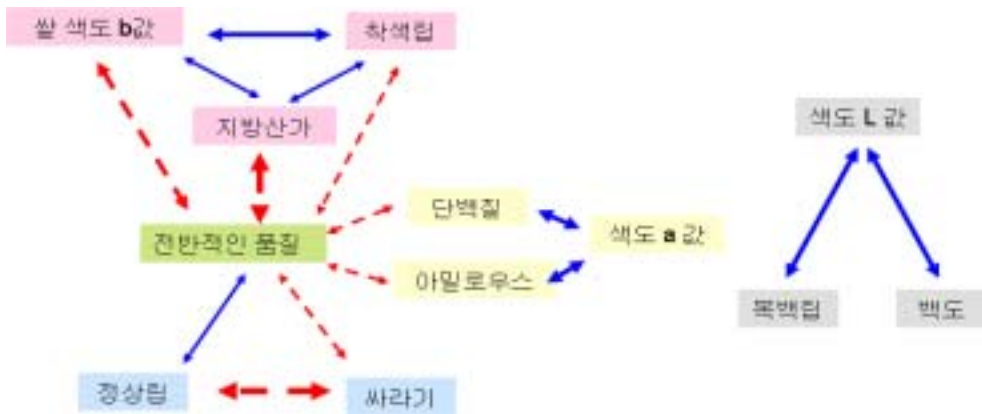 쌀 색도 b값
착색립
지방산가
색도 L 값
단백질
전반적인 품질
색도 a 값
아밀로우스
복백립
백도
정상립
싸라기